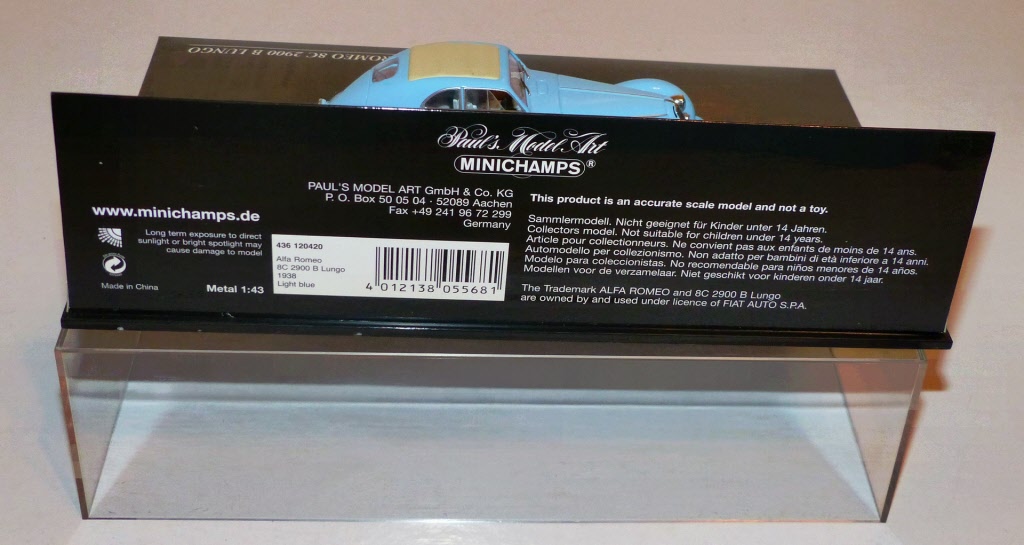 ROMEO 8C 2900 B LUNGO
Paul's Model Art
MINICHAMPS®
PAUL'S MODEL ART GmbH & Co. KG
P. O. Box 50 05 04 · 52089 Aachen
Fax +49 241 96 72 299
Germany
www.minichamps.de
Long term exposure to direct
sunlight or bright spotlight may
cause damage to model
Made in China
Metal 1:43
436 120420
Alfa Romeo
8C 2900 B Lungo
1938
Light blue
4 012138 055681
This product is an accurate scale model and not a toy.
Sammlermodell. Nicht geeignet für Kinder unter 14 Jahren.
Collectors model. Not suitable for children under 14 years.
Article pour collectionneurs. Ne convient pas aux enfants de moins de 14 ans.
Automodello per collezionismo. Non adatto per bambini di età inferiore a 14 anni.
Modelo para coleccionistas. No recomendable para niños menores de 14 años.
Modellen voor de verzamelaar. Niet geschikt voor kinderen onder 14 jaar.
The Trademark ALFA ROMEO and 8C 2900 B Lungo
are owned by and used under licence of FIAT AUTO S.P.A.